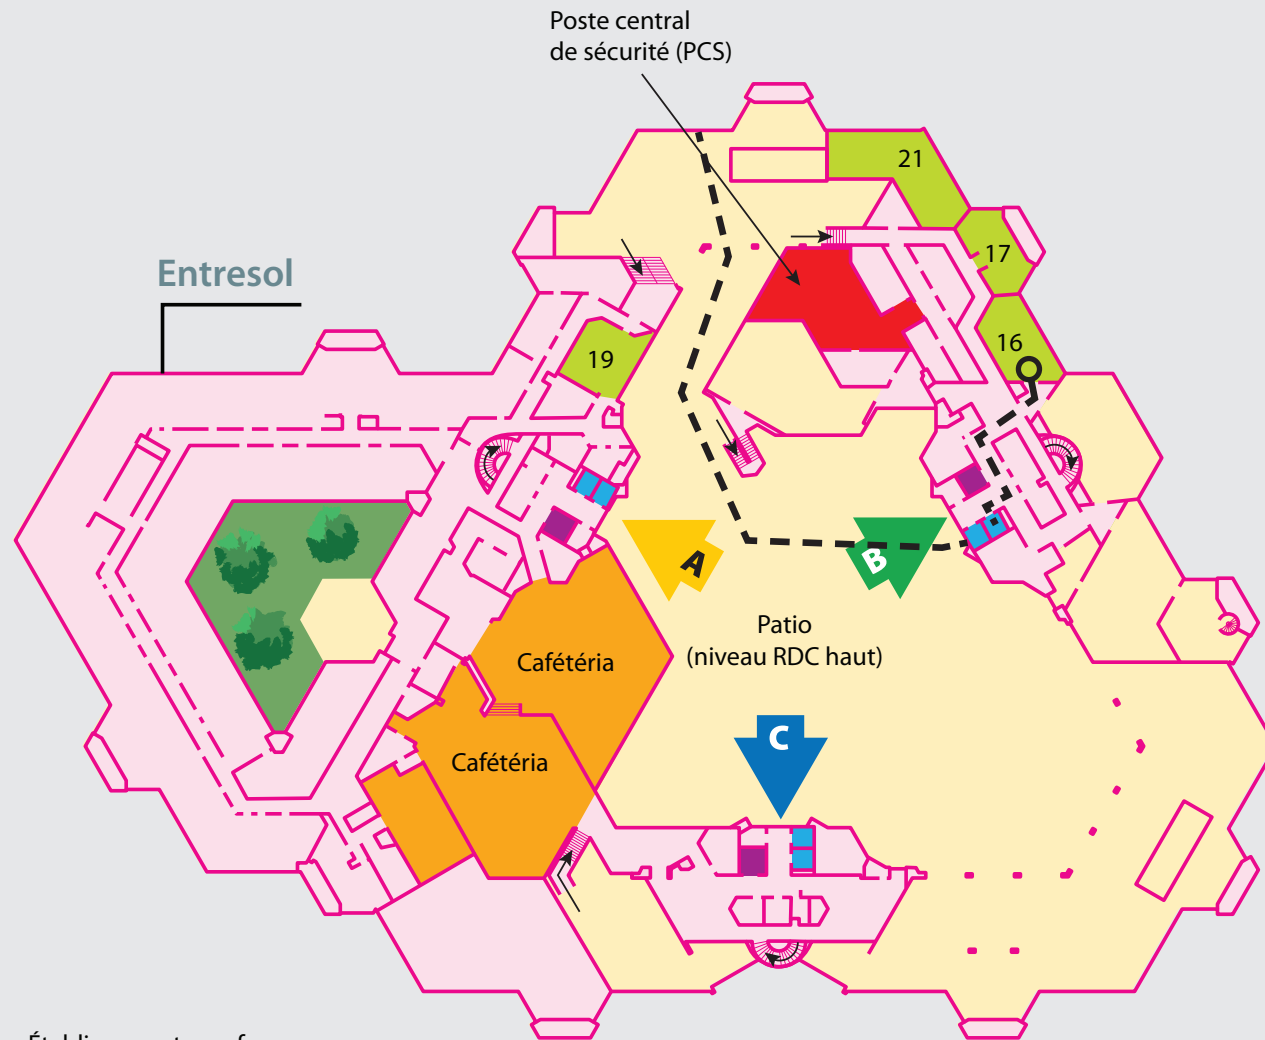 Poste central
de sécurité (PCS)
21
Entresol
17
16
19
A
B
Patio
(niveau RDC haut)
Cafétéria
C
Cafétéria